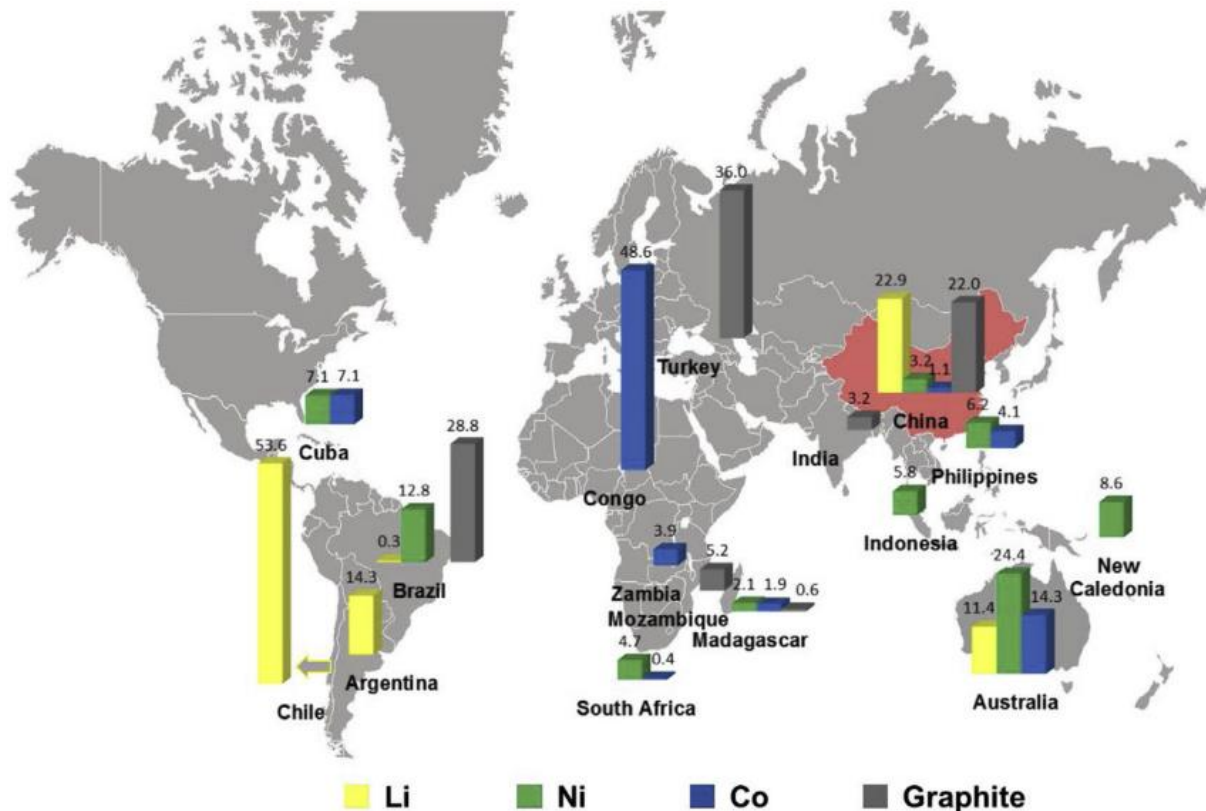 36.0
48.6
22.9 22.0
3.2
1.1
Turkey
7.1 7.1
3.2
China
6.2
4.1
Cuba
53.6
28.8
India
Philippines
12.8
Congo
5.8
8.6
0.3
3.9
Indonesia
24.4
New
Caledonia
14.3
Brazil
5.2
Zambia
2.1 1.9 0.6
11.4
14.3
Mozambique
Madagascar
4.7
0.4
Argentina
Chile
South Africa
Australia
Li Ni Co Graphite